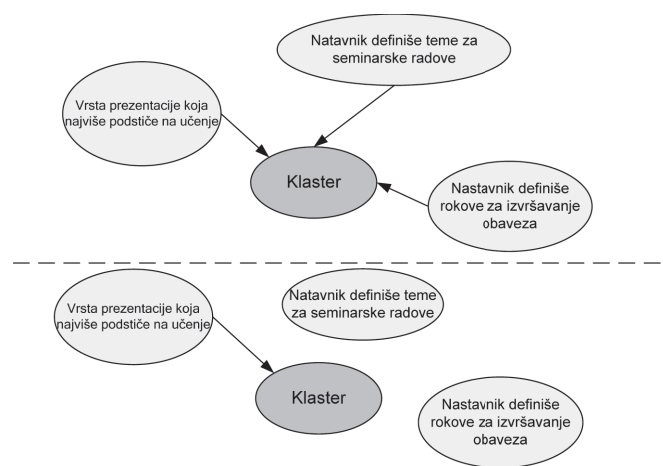 Natavnik definiše teme za
seminarske radove
Vrsta prezentacije koja
najviše podstiče na učenje
Klaster
Nastavnik definiše
rokove za izvršavanje
obaveza
Natavnik definiše teme
za seminarske radove
Vrsta prezentacije koja
najviše podstiče na učenje
Klaster
Nastavnik definiše
rokove za izvršavanje
obaveza